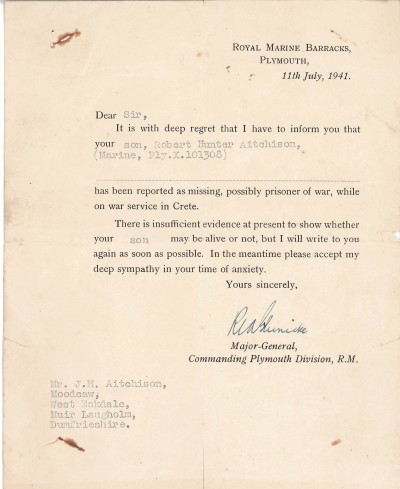 Royal Marine Barracks,
Plymouth,
11th July, 1941.
Dear Sir,
It is with deep regret that I have to inform you that
your son, Robert Hunter Aitchison,
(Marine, Ply.X.101308)
has been reported as missing, possibly prisoner of war, while
on war service in Crete.
There is insufficient evidence at present to show whether
your son may be alive or not, but I will write to you
again as soon as possible. In the meantime please accept my
deep sympathy in your time of anxiety.
Yours sincerely,
Major-General,
Commanding Plymouth Division, R.M.
Mr. J.H. Aitchison,
Moodcaw,
West Eskdale,
Muir Laugholm,
Dumfrieshire.